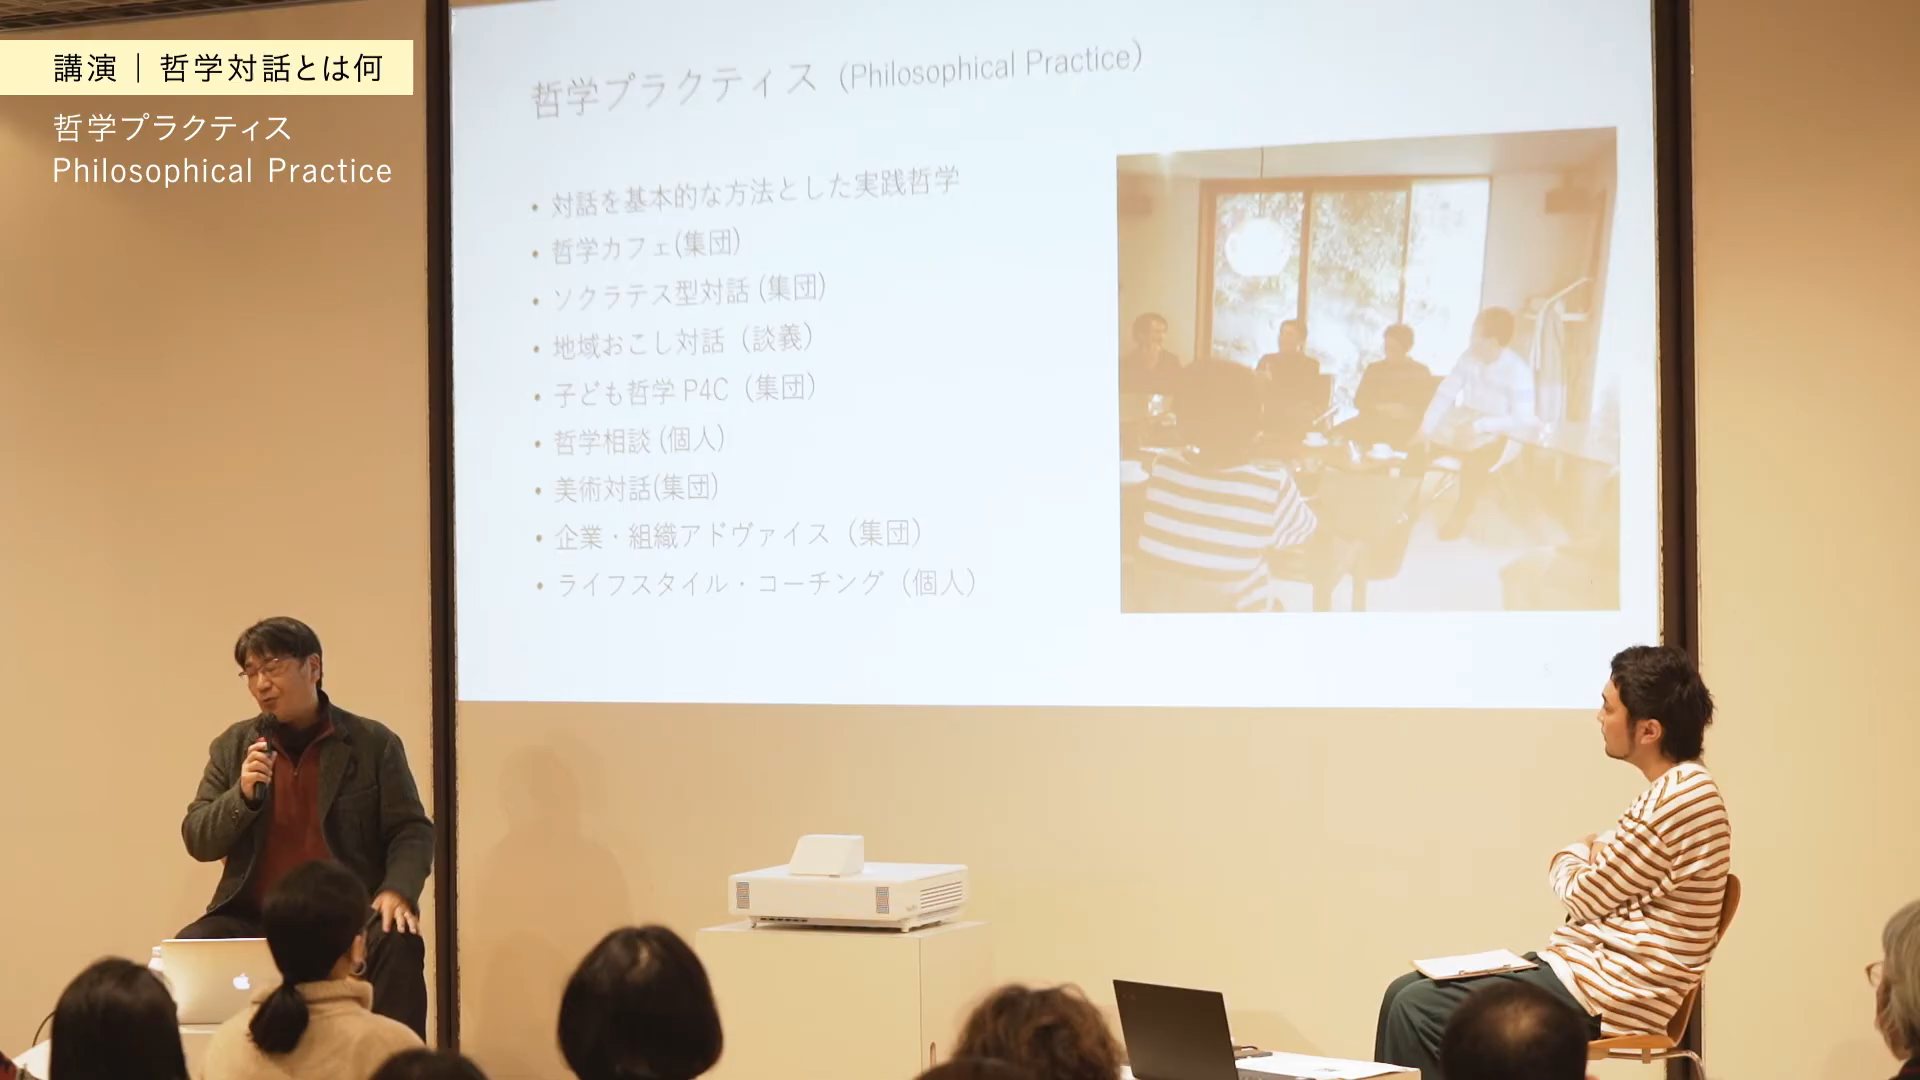 講演｜哲学対話とは何
哲学プラクティス
Philosophical Practice
哲学プラクティス（Philosophical Practice）
• 対話を基本的な方法とした実践哲学
• 哲学カフェ(集団)
• ソクラテス型対話 (集団)
• 地域おこし対話（談義）
• 子ども哲学 P4C（集団）
• 哲学相談 (個人)
• 美術対話(集団)
• 企業・組織アドヴァイス（集団）
• ライフスタイル・コーチング（個人）
5